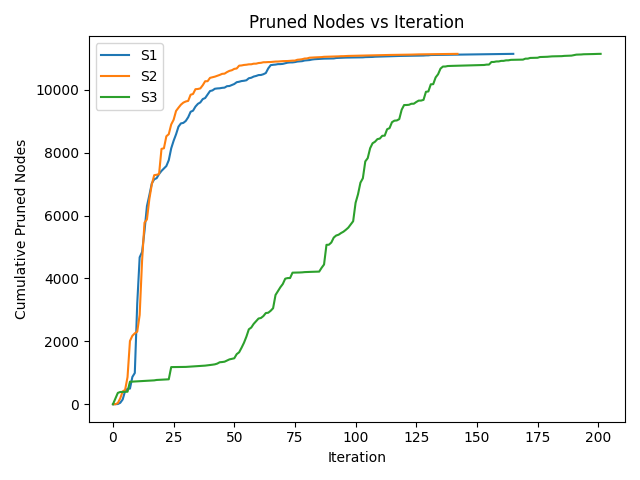 Pruned Nodes vs Iteration
S1
S2
S3
Cumulative Pruned Nodes
10000
8000
6000
4000
2000
0
0 25 50 75 100 125 150 175 200
Iteration